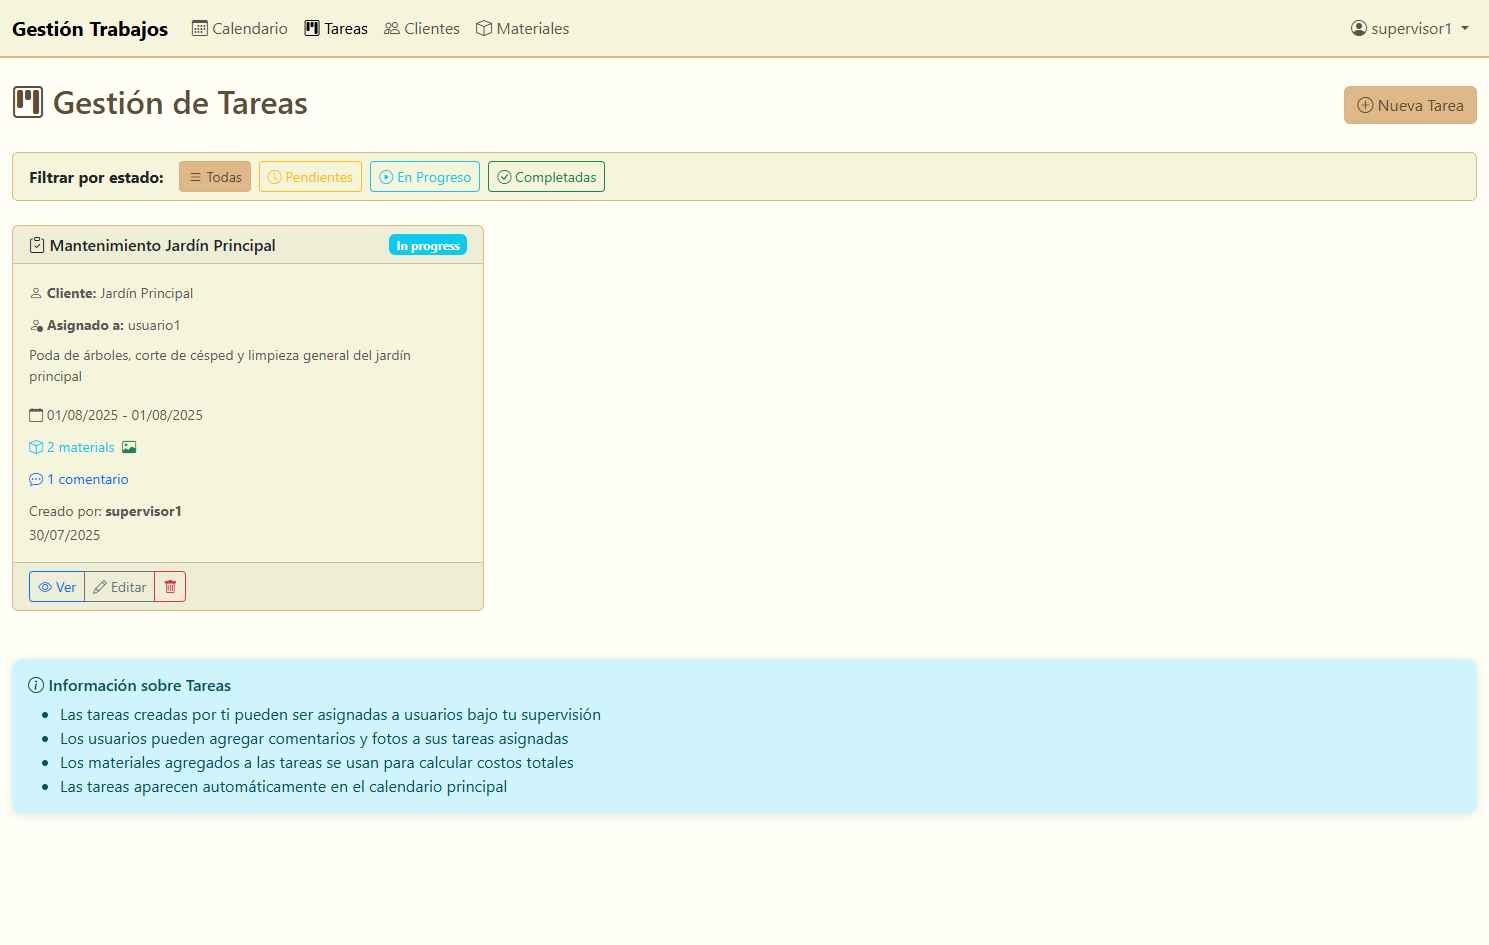 Gestión Trabajos Calendario Tareas Clientes Materiales supervisor1
Gestión de Tareas
Nueva Tarea
Filtrar por estado: Todas Pendientes En Progreso Completadas
Mantenimiento Jardín Principal In progress
Cliente: Jardín Principal
Asignado a: usuario1
Poda de árboles, corte de césped y limpieza general del jardín
principal
01/08/2025 - 01/08/2025
2 materials
1 comentario
Creado por: supervisor1
30/07/2025
Ver Editar
Información sobre Tareas
Las tareas creadas por ti pueden ser asignadas a usuarios bajo tu supervisión
Los usuarios pueden agregar comentarios y fotos a sus tareas asignadas
Los materiales agregados a las tareas se usan para calcular costos totales
Las tareas aparecen automáticamente en el calendario principal